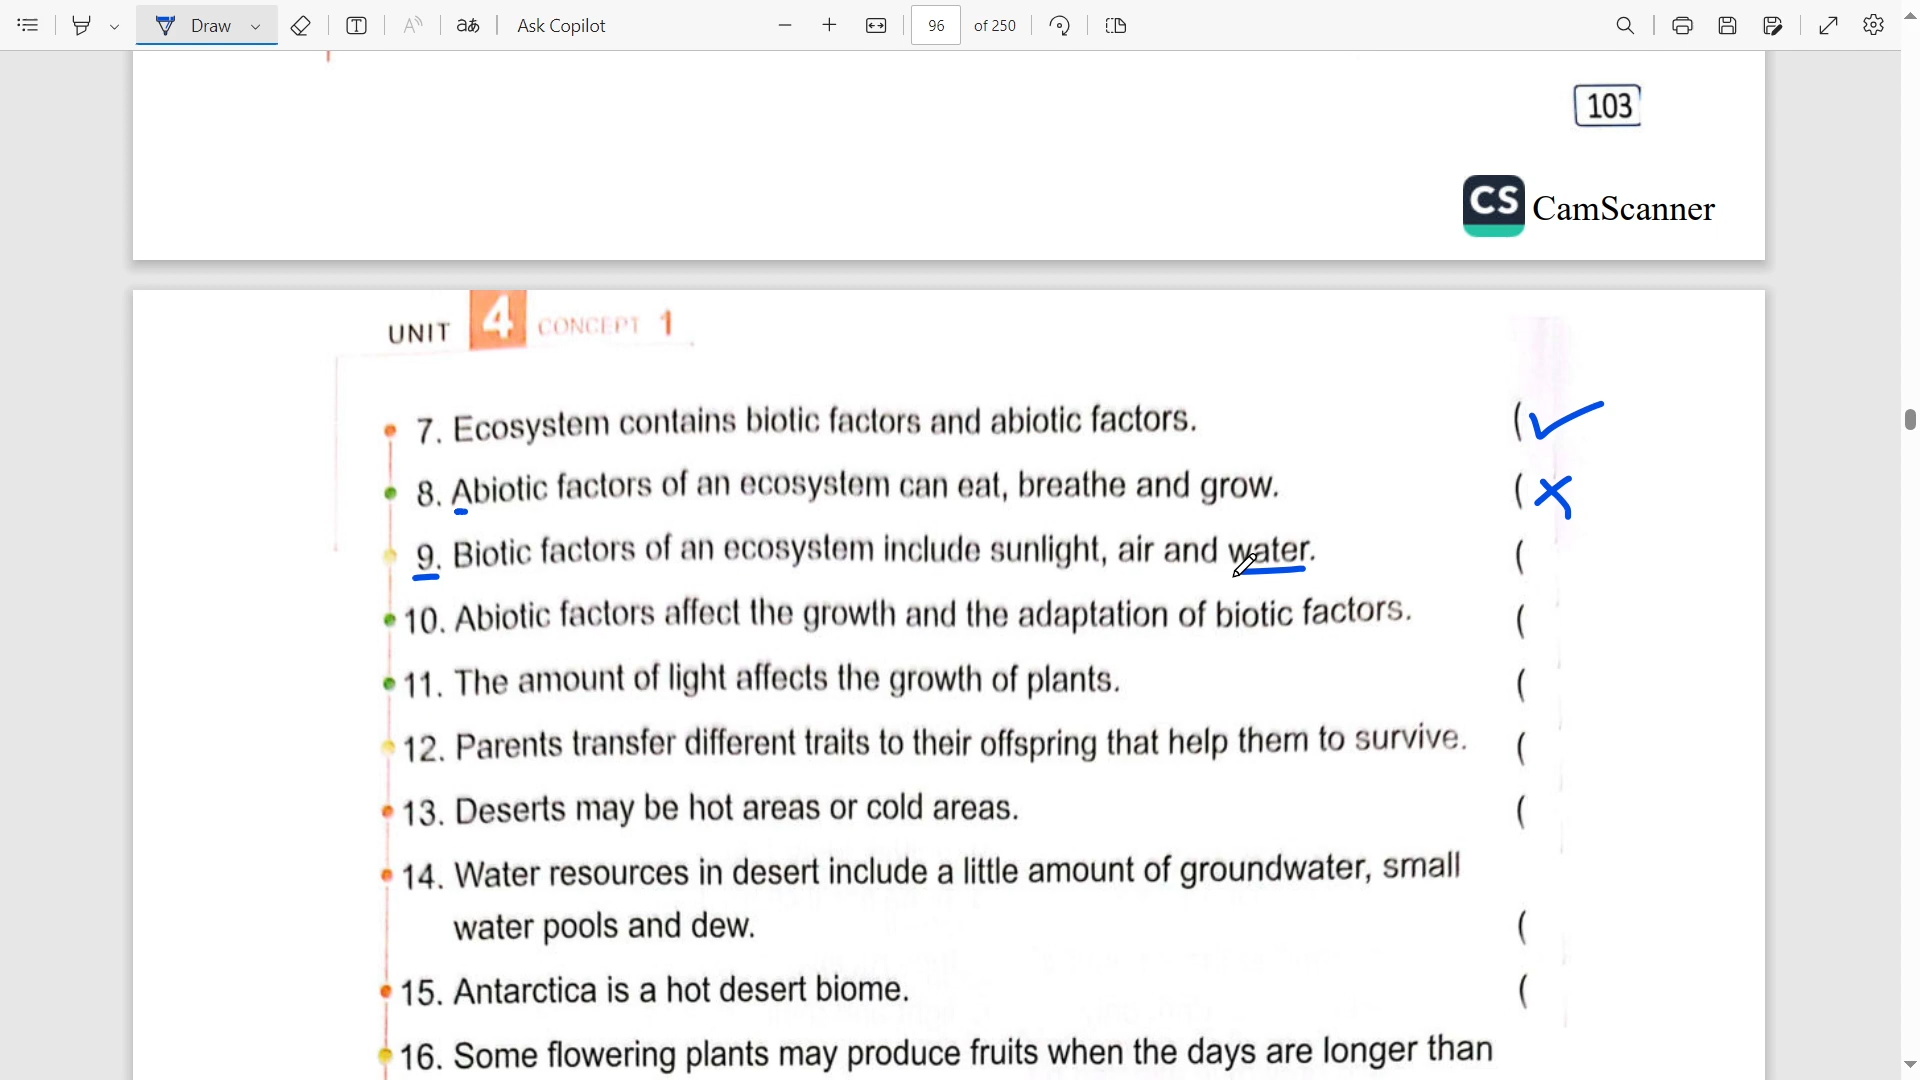 Draw
Ask Copilot
96 of 250
103
CS CamScanner
UNIT 4 CONCEPT 1
7. Ecosystem contains biotic factors and abiotic factors. (
8. Abiotic factors of an ecosystem can eat, breathe and grow. (
9. Biotic factors of an ecosystem include sunlight, air and water. (
10. Abiotic factors affect the growth and the adaptation of biotic factors. (
11. The amount of light affects the growth of plants. (
12. Parents transfer different traits to their offspring that help them to survive. (
13. Deserts may be hot areas or cold areas. (
14. Water resources in desert include a little amount of groundwater, small
water pools and dew. (
15. Antarctica is a hot desert biome. (
16. Some flowering plants may produce fruits when the days are longer than